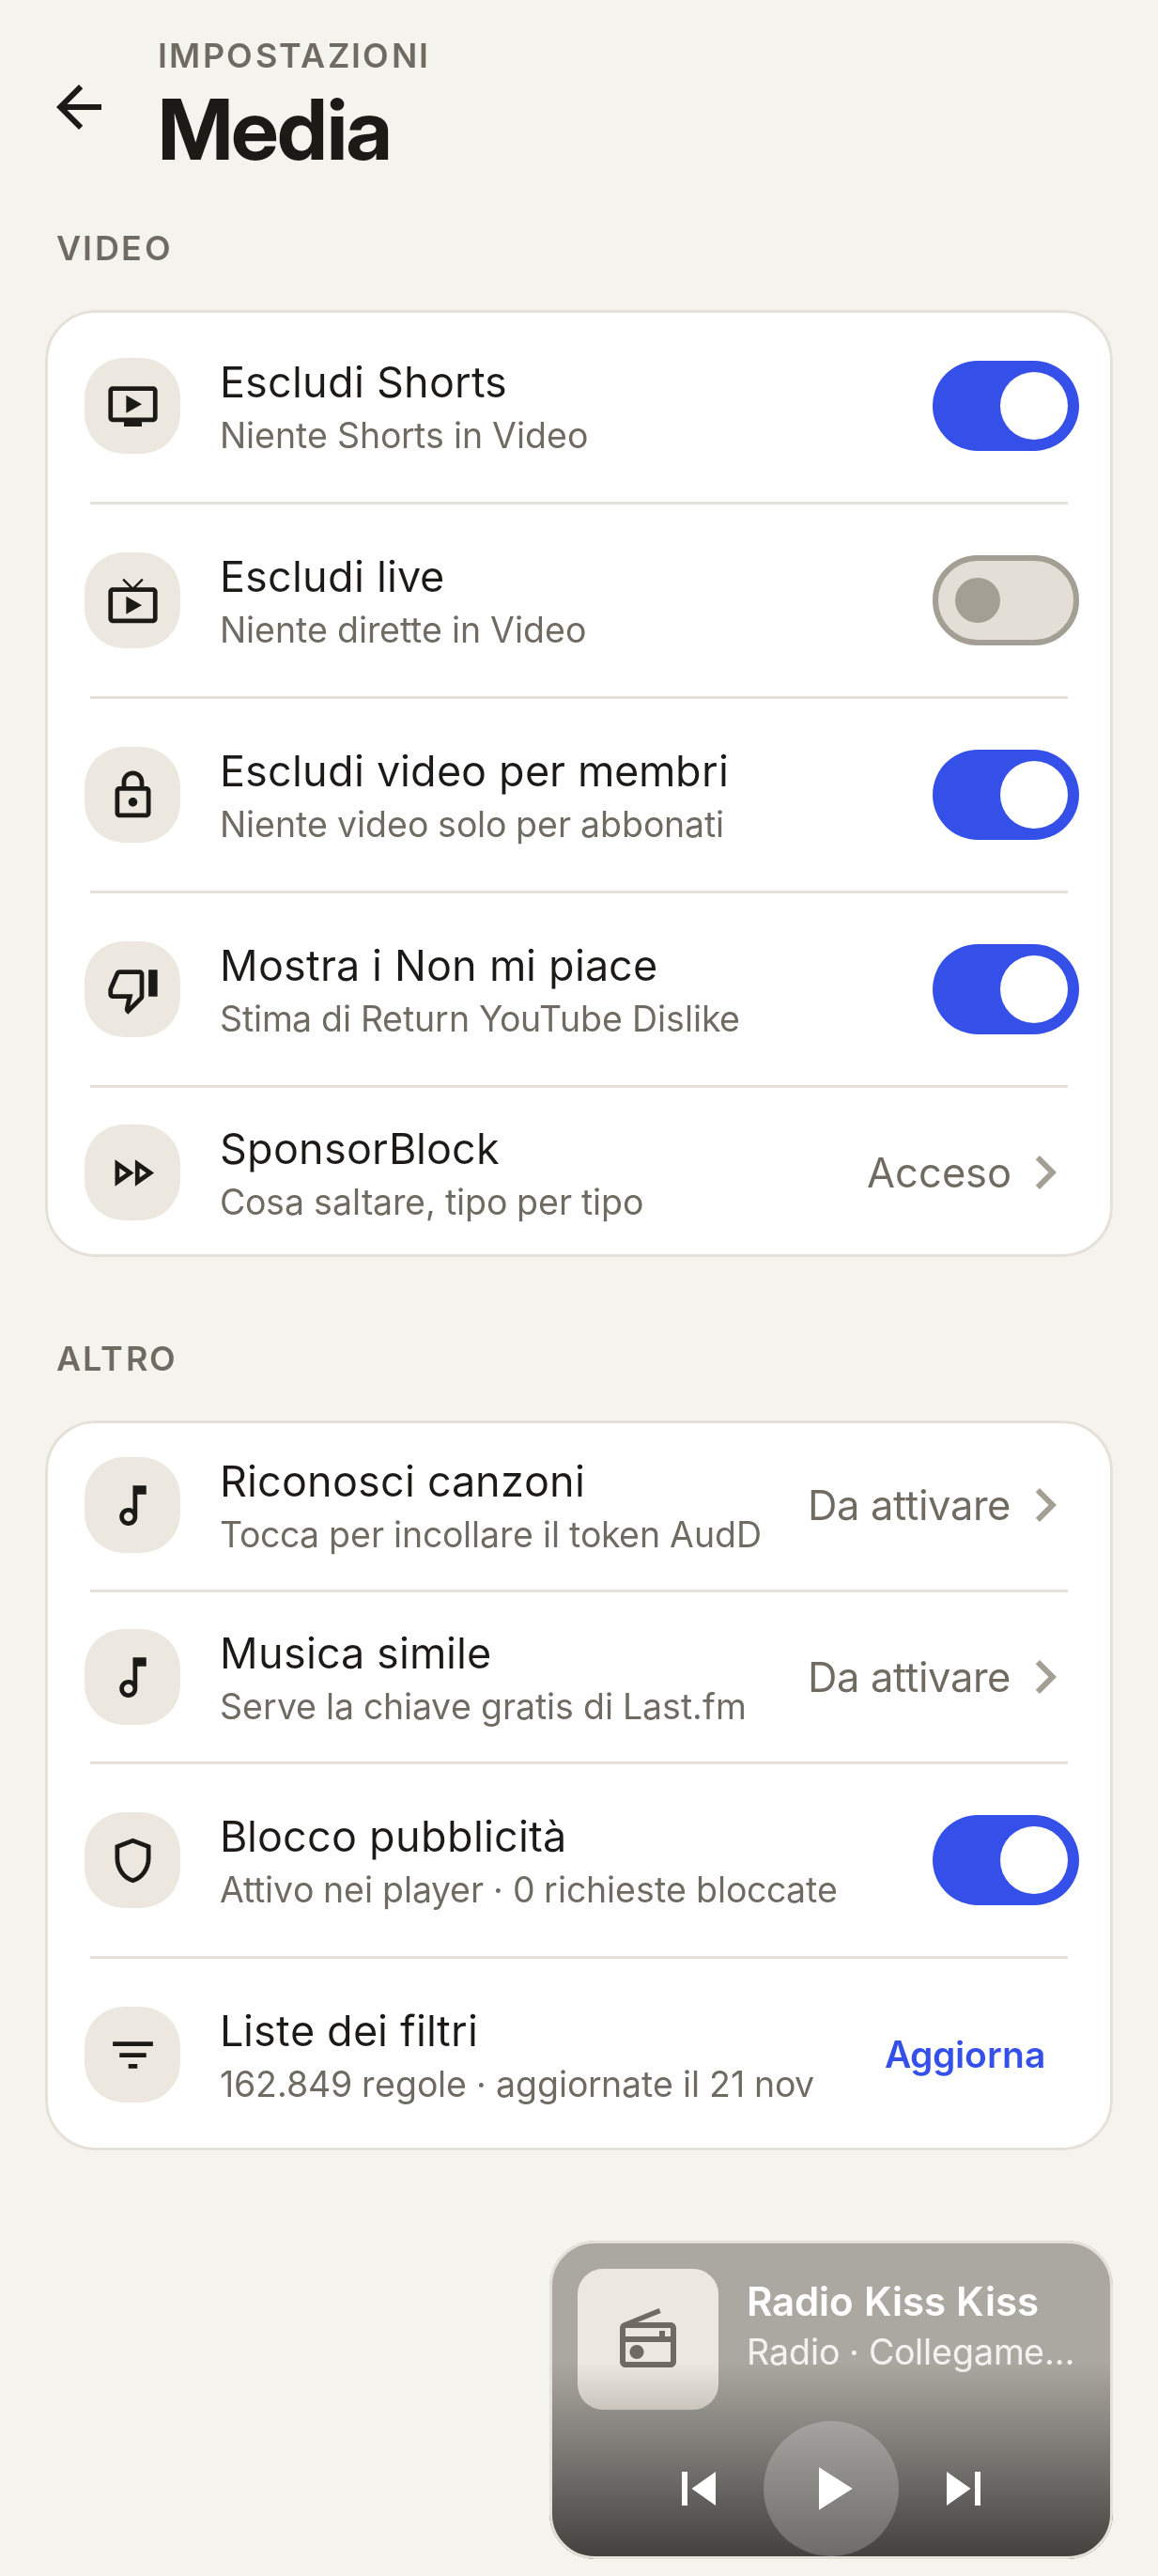 IMPOSTAZIONI
Media
VIDEO
Escludi Shorts
Niente Shorts in Video
Escludi live
Niente dirette in Video
Escludi video per membri
Niente video solo per abbonati
Mostra i Non mi piace
Stima di Return YouTube Dislike
SponsorBlock
Cosa saltare, tipo per tipo
Acceso
ALTRO
Riconosci canzoni
Tocca per incollare il token AudD
Da attivare
Musica simile
Serve la chiave gratis di Last.fm
Da attivare
Blocco pubblicità
Attivo nei player · 0 richieste bloccate
Liste dei filtri
162.849 regole · aggiornate il 21 nov
Aggiorna
Radio Kiss Kiss
Radio · Collegame...